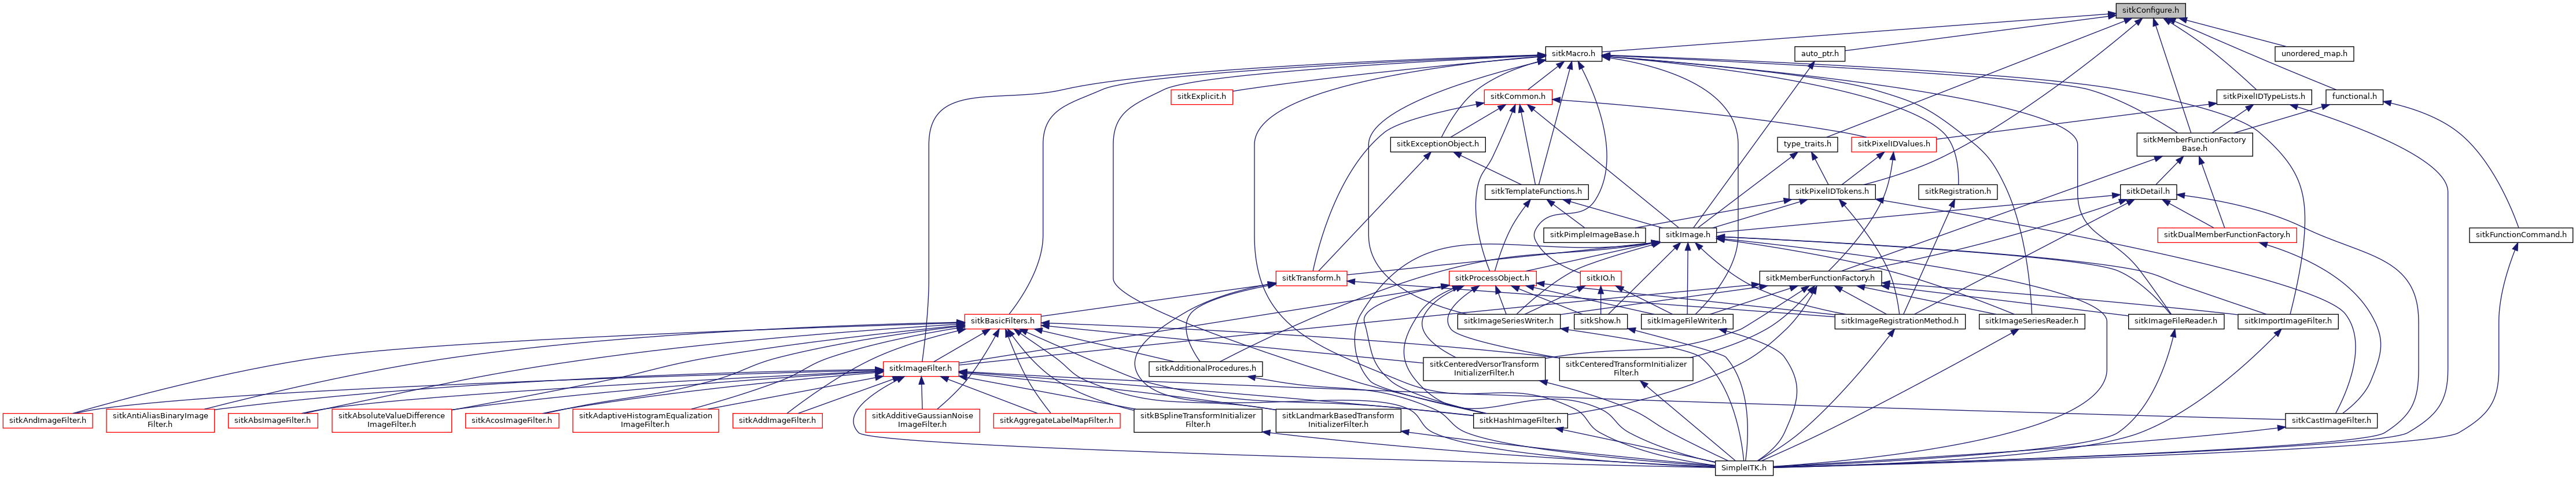 sitkConfigure.h
sitkMacro.h
auto_ptr.h
unordered_map.h
sitkExplicit.h
sitkCommon.h
sitkPixelIDTypeLists.h
functional.h
sitkExceptionObject.h
type_traits.h
sitkPixelIDValues.h
sitkMemberFunctionFactory
Base.h
sitkTemplateFunctions.h
sitkPixelIDTokens.h
sitkRegistration.h
sitkDetail.h
sitkPimpleImageBase.h
sitkImage.h
sitkDualMemberFunctionFactory.h
sitkFunctionCommand.h
sitkTransform.h
sitkProcessObject.h
sitkIO.h
sitkMemberFunctionFactory.h
sitkBasicFilters.h
sitkImageSeriesWriter.h
sitkShow.h
sitkImageFileWriter.h
sitkImageRegistrationMethod.h
sitkImageSeriesReader.h
sitkImageFileReader.h
sitkImportImageFilter.h
sitkImageFilter.h
sitkAdditionalProcedures.h
sitkCenteredVersorTransform
InitializerFilter.h
sitkCenteredTransformInitializer
Filter.h
sitkAndImageFilter.h
sitkAntiAliasBinaryImage
Filter.h
sitkAbsImageFilter.h
sitkAbsoluteValueDifference
ImageFilter.h
sitkAcosImageFilter.h
sitkAdaptiveHistogramEqualization
ImageFilter.h
sitkAddImageFilter.h
sitkAdditiveGaussianNoise
ImageFilter.h
sitkAggregateLabelMapFilter.h
sitkBSplineTransformInitializer
Filter.h
sitkLandmarkBasedTransform
InitializerFilter.h
sitkHashImageFilter.h
sitkCastImageFilter.h
SimpleITK.h